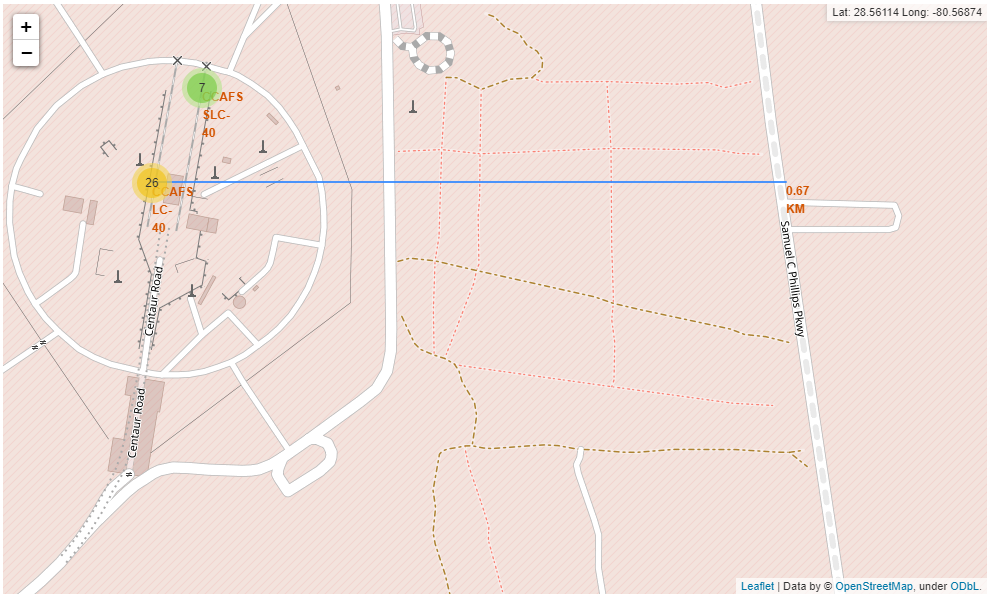 +
−
Lat: 28.56114 Long: -80.56874
7
CCAFS
SLC-
40
26
CCAFS
LC-
40
0.67
KM
Samuel C Phillips Pkwy
Centaur Road
Centaur Road
Leaflet | Data by © OpenStreetMap, under ODbL.